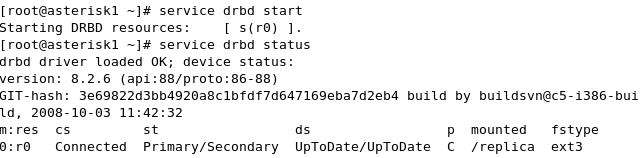 [root@asterisk1 ~]# service drbd start
Starting DRBD resources:    [ s(r0) ].
[root@asterisk1 ~]# service drbd status
drbd driver loaded OK; device status:
version: 8.2.6 (api:88/proto:86-88)
GIT-hash: 3e69822d3bb4920a8c1bfdf7d647169eba7d2eb4 build by buildsvn@c5-i386-bui
ld, 2008-10-03 11:42:32
m:res  cs         st                 ds                 p  mounted   fstype
0:r0   Connected  Primary/Secondary  UpToDate/UpToDate  C  /replica  ext3